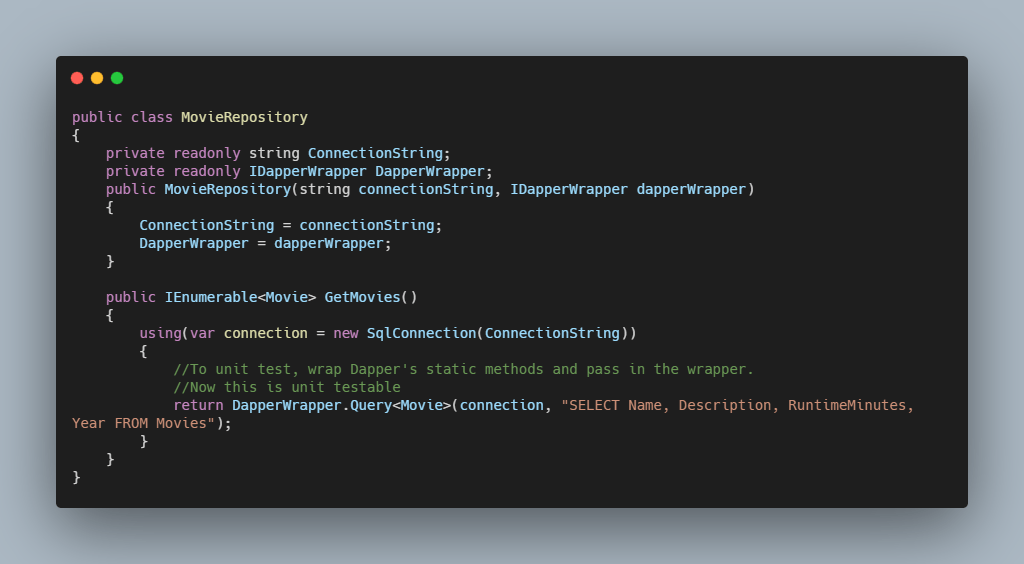 public class MovieRepository
{
    private readonly string ConnectionString;
    private readonly IDapperWrapper DapperWrapper;
    public MovieRepository(string connectionString, IDapperWrapper dapperWrapper)
    {
        ConnectionString = connectionString;
        DapperWrapper = dapperWrapper;
    }

    public IEnumerable<Movie> GetMovies()
    {
        using(var connection = new SqlConnection(ConnectionString))
        {
            //To unit test, wrap Dapper's static methods and pass in the wrapper.
            //Now this is unit testable
            return DapperWrapper.Query<Movie>(connection, "SELECT Name, Description, RuntimeMinutes,
Year FROM Movies");
        }
    }
}